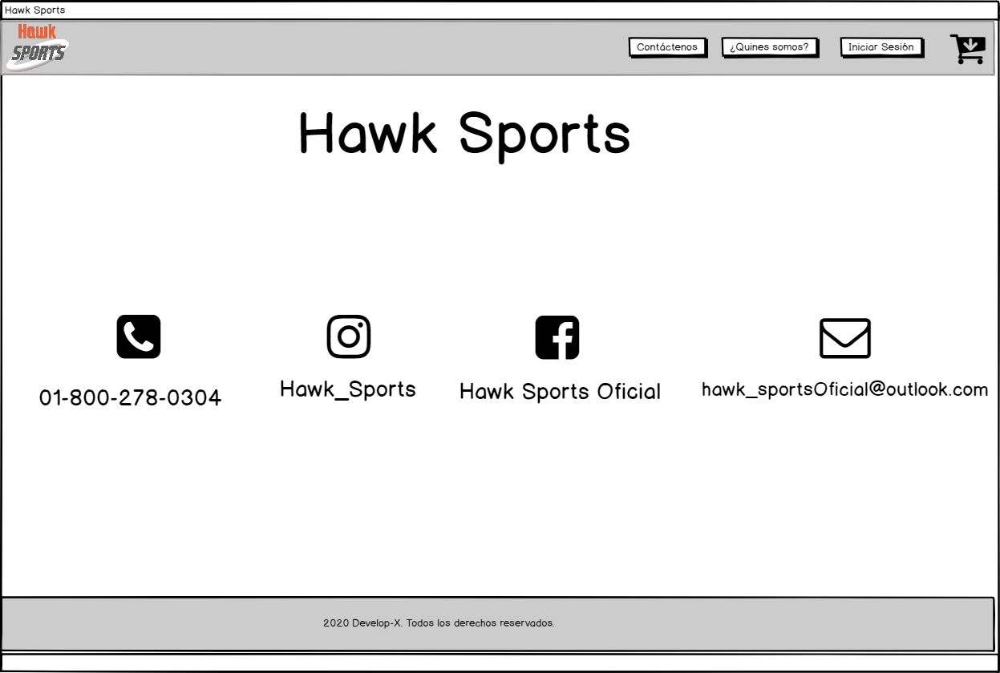 Hawk Sports
Hawk
SPORTS
Contáctenos
¿Quines somos?
Iniciar Sesión
Hawk Sports
01-800-278-0304
Hawk_Sports
Hawk Sports Oficial
hawk_sportsOficial@outlook.com
2020 Develop-X. Todos los derechos reservados.